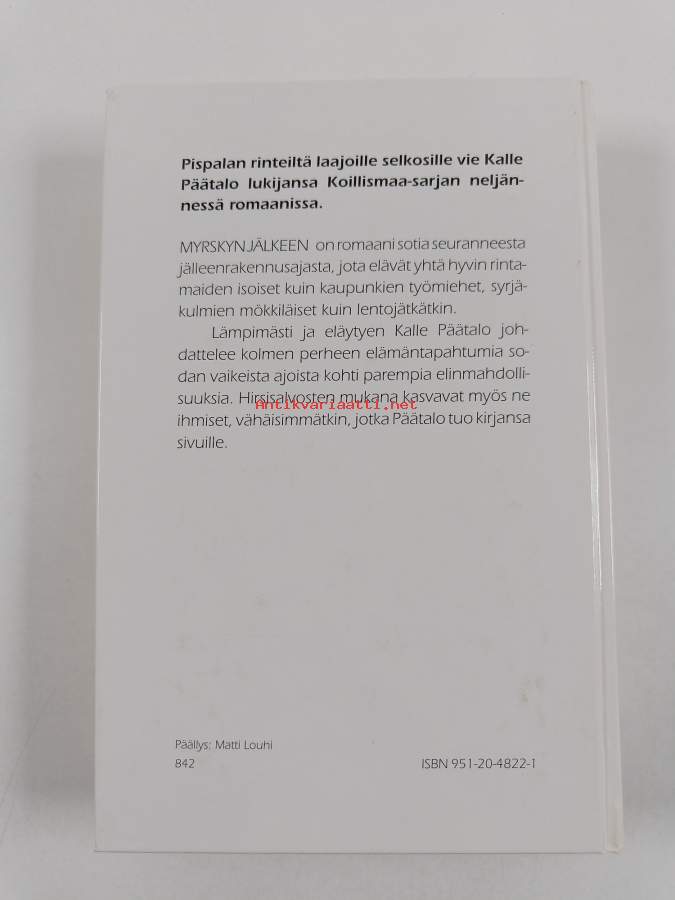 Pispalan rinteiltä laajoille selkosille vie Kalle
Päätalo lukijansa Koillismaa-sarjan neljän-
nessä romaanissa.
MYRSKYN JÄLKEEN on romaani sotia seuranneesta
jälleenrakennusajasta, jota elävät yhtä hyvin rinta-
maiden isoiset kuin kaupunkien työmiehet, syrjä-
kulmien mökkiläiset kuin lentojätkätkin.
Lämpimästi ja eläytyen Kalle Päätalo joh-
dattelee kolmen perheen elämäntapahtumia so-
dan vaikeista ajoista kohti parempia elinmahdolli-
suuksia. Hirsisalvosten mukana kasvavat myös ne
Antikvariaatti.net
ihmiset, vähäisimmätkin, jotka Päätalo tuo kirjansa
sivuille.
Päällys: Matti Louhi
842
ISBN 951-20-4822-1